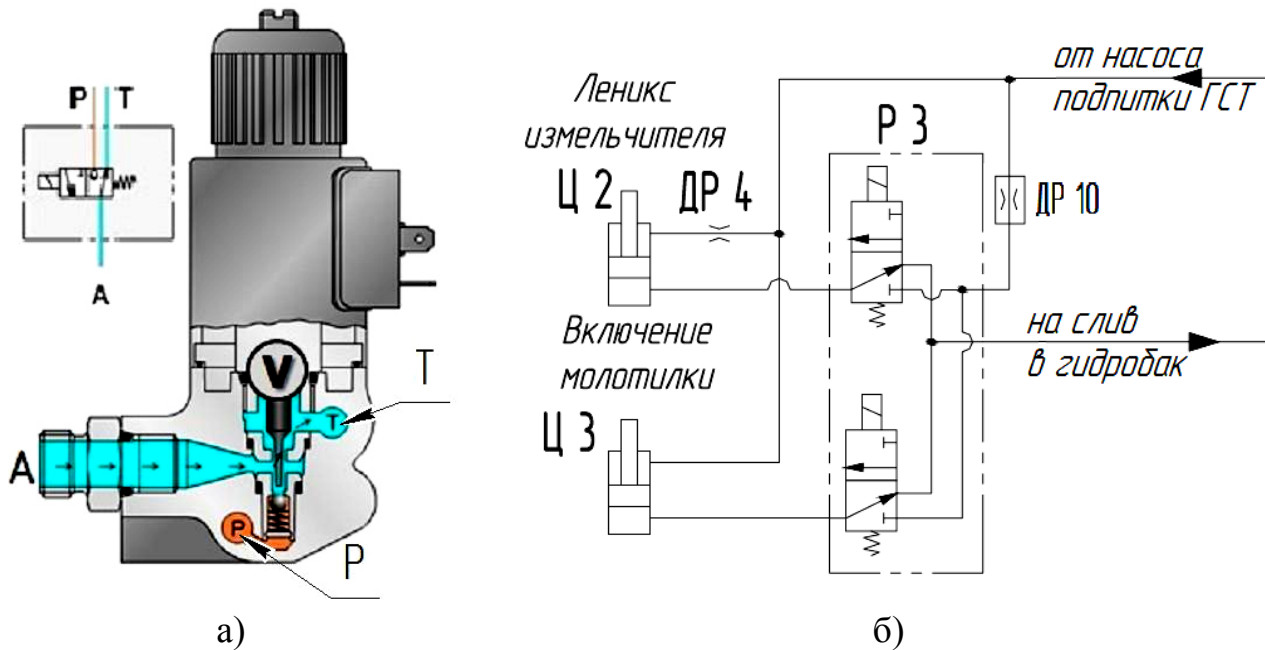 P T
A
V
T
T
A
P
P
а)
от насоса
подпитки ГСТ
Леникс
измельчителя
Р 3
Ц 2
ДР 4
ДР 10
Включение
молотилки
на слив
в гидробак
Ц 3
б)